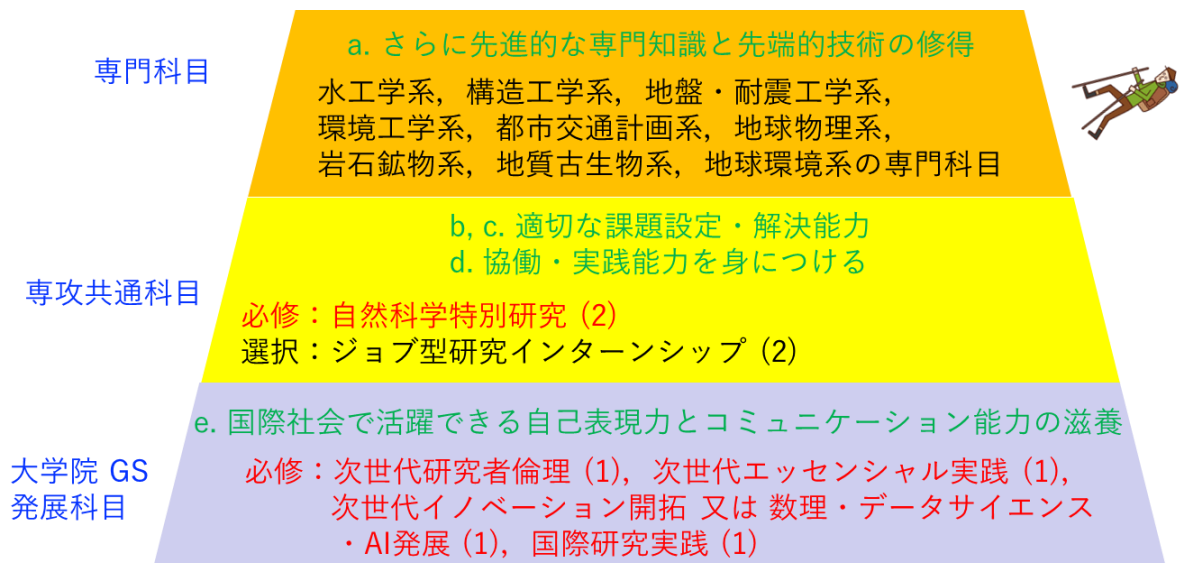 専門科目
a. さらに先進的な専門知識と先端的技術の修得
水工学系，構造工学系，地盤・耐震工学系，
環境工学系，都市交通計画系，地球物理系，
岩石鉱物系，地質古生物系，地球環境系の専門科目
専攻共通科目
b, c. 適切な課題設定・解決能力
d. 協働・実践能力を身につける
必修：自然科学特別研究 (2)
選択：ジョブ型研究インターンシップ (2)
大学院 GS
発展科目
e. 国際社会で活躍できる自己表現力とコミュニケーション能力の滋養
必修：次世代研究者倫理 (1)，次世代エッセンシャル実践 (1)，
次世代イノベーション開拓 又は 数理・データサイエンス
・AI発展 (1)，国際研究実践 (1)